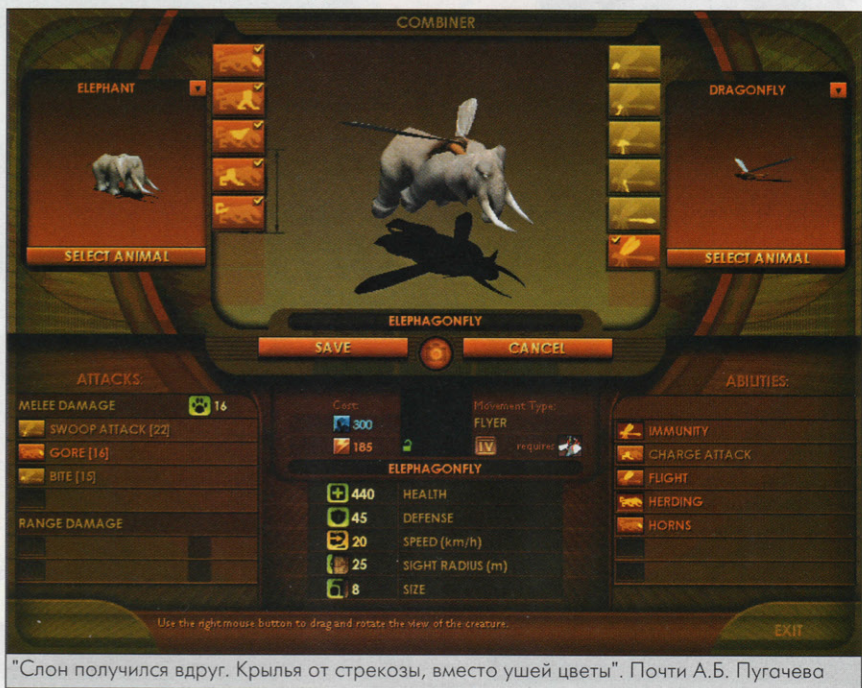 COMBINER
ELEPHANT
SELECT ANIMAL
DRAGONFLY
SELECT ANIMAL
ELEPHAGONFLY
SAVE
CANCEL
ATTACKS:
MELEE DAMAGE 16
SWOOP ATTACK [22]
GORE [16]
BITE [15]
RANGE DAMAGE
Cost:
300
185
Movement Type:
FLYER
IV requires
ELEPHAGONFLY
440 HEALTH
45 DEFENSE
20 SPEED (km/h)
25 SIGHT RADIUS (m)
8 SIZE
ABILITIES:
IMMUNITY
CHARGE ATTACK
FLIGHT
HERDING
HORNS
Use the right mouse button to drag and rotate the view of the creature.
EXIT
"Слон получился вдруг. Крылья от стрекозы, вместо ушей цветы". Почти А.Б. Пугачева